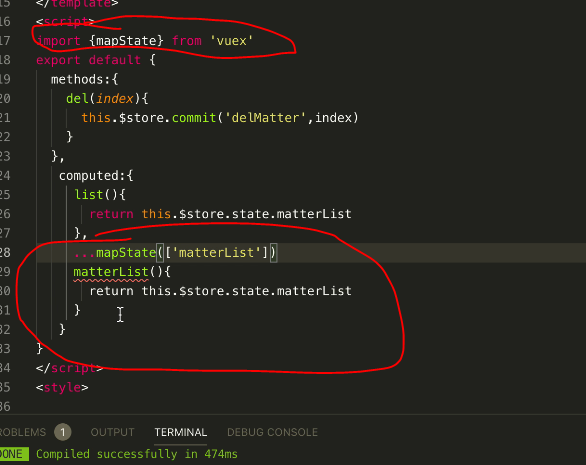 15 </template>
16 <script>
17 import {mapState} from 'vuex'
18 export default {
19 methods:{
20 del(index){
21 this.$store.commit('delMatter',index)
22 }
23 },
24 computed:{
25 list(){
26 return this.$store.state.matterList
27 },
28 ...mapState(['matterList'])
29 matterList(){
30 return this.$store.state.matterList
31 }
32 }
33 }
34 </script>
35 <style>
36
ROBLEMS 1 OUTPUT TERMINAL DEBUG CONSOLE
DONE Compiled successfully in 474ms